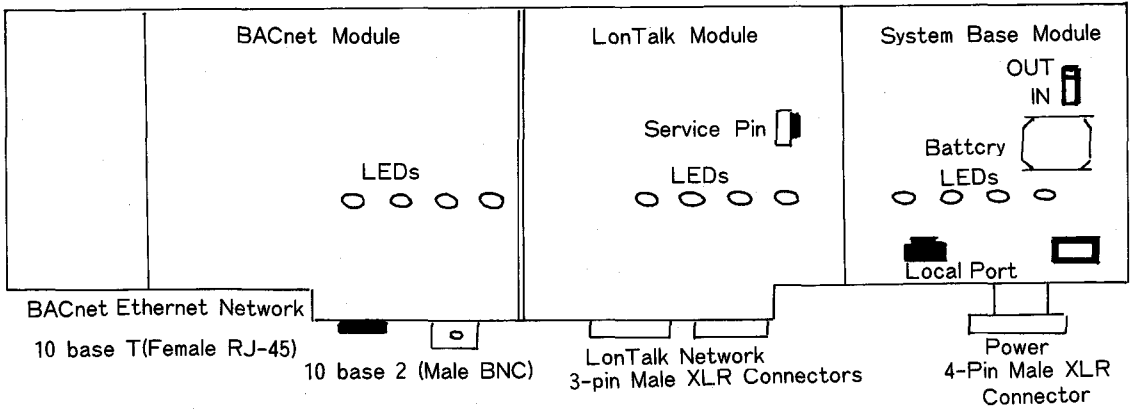 BACnet Module
LonTalk Module
System Base Module
OUT
IN
Service Pin
Battcry
LEDs
LEDs
LEDs
Local Port
BACnet Ethernet Network
10 base T(Female RJ-45)
10 base 2 (Male BNC)
LonTalk Network
3-pin Male XLR Connectors
Power
4-Pin Male XLR
Connector